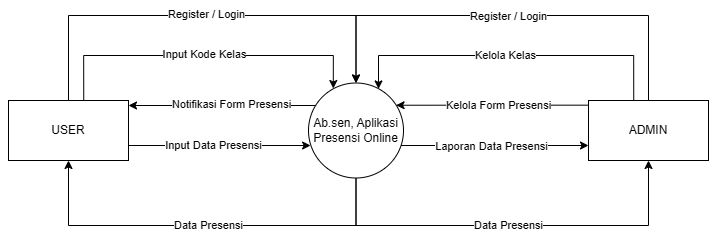 Register / Login
Register / Login
Input Kode Kelas
Kelola Kelas
Notifikasi Form Presensi
Kelola Form Presensi
USER
Ab.sen, Aplikasi
Presensi Online
ADMIN
Input Data Presensi
Laporan Data Presensi
Data Presensi
Data Presensi